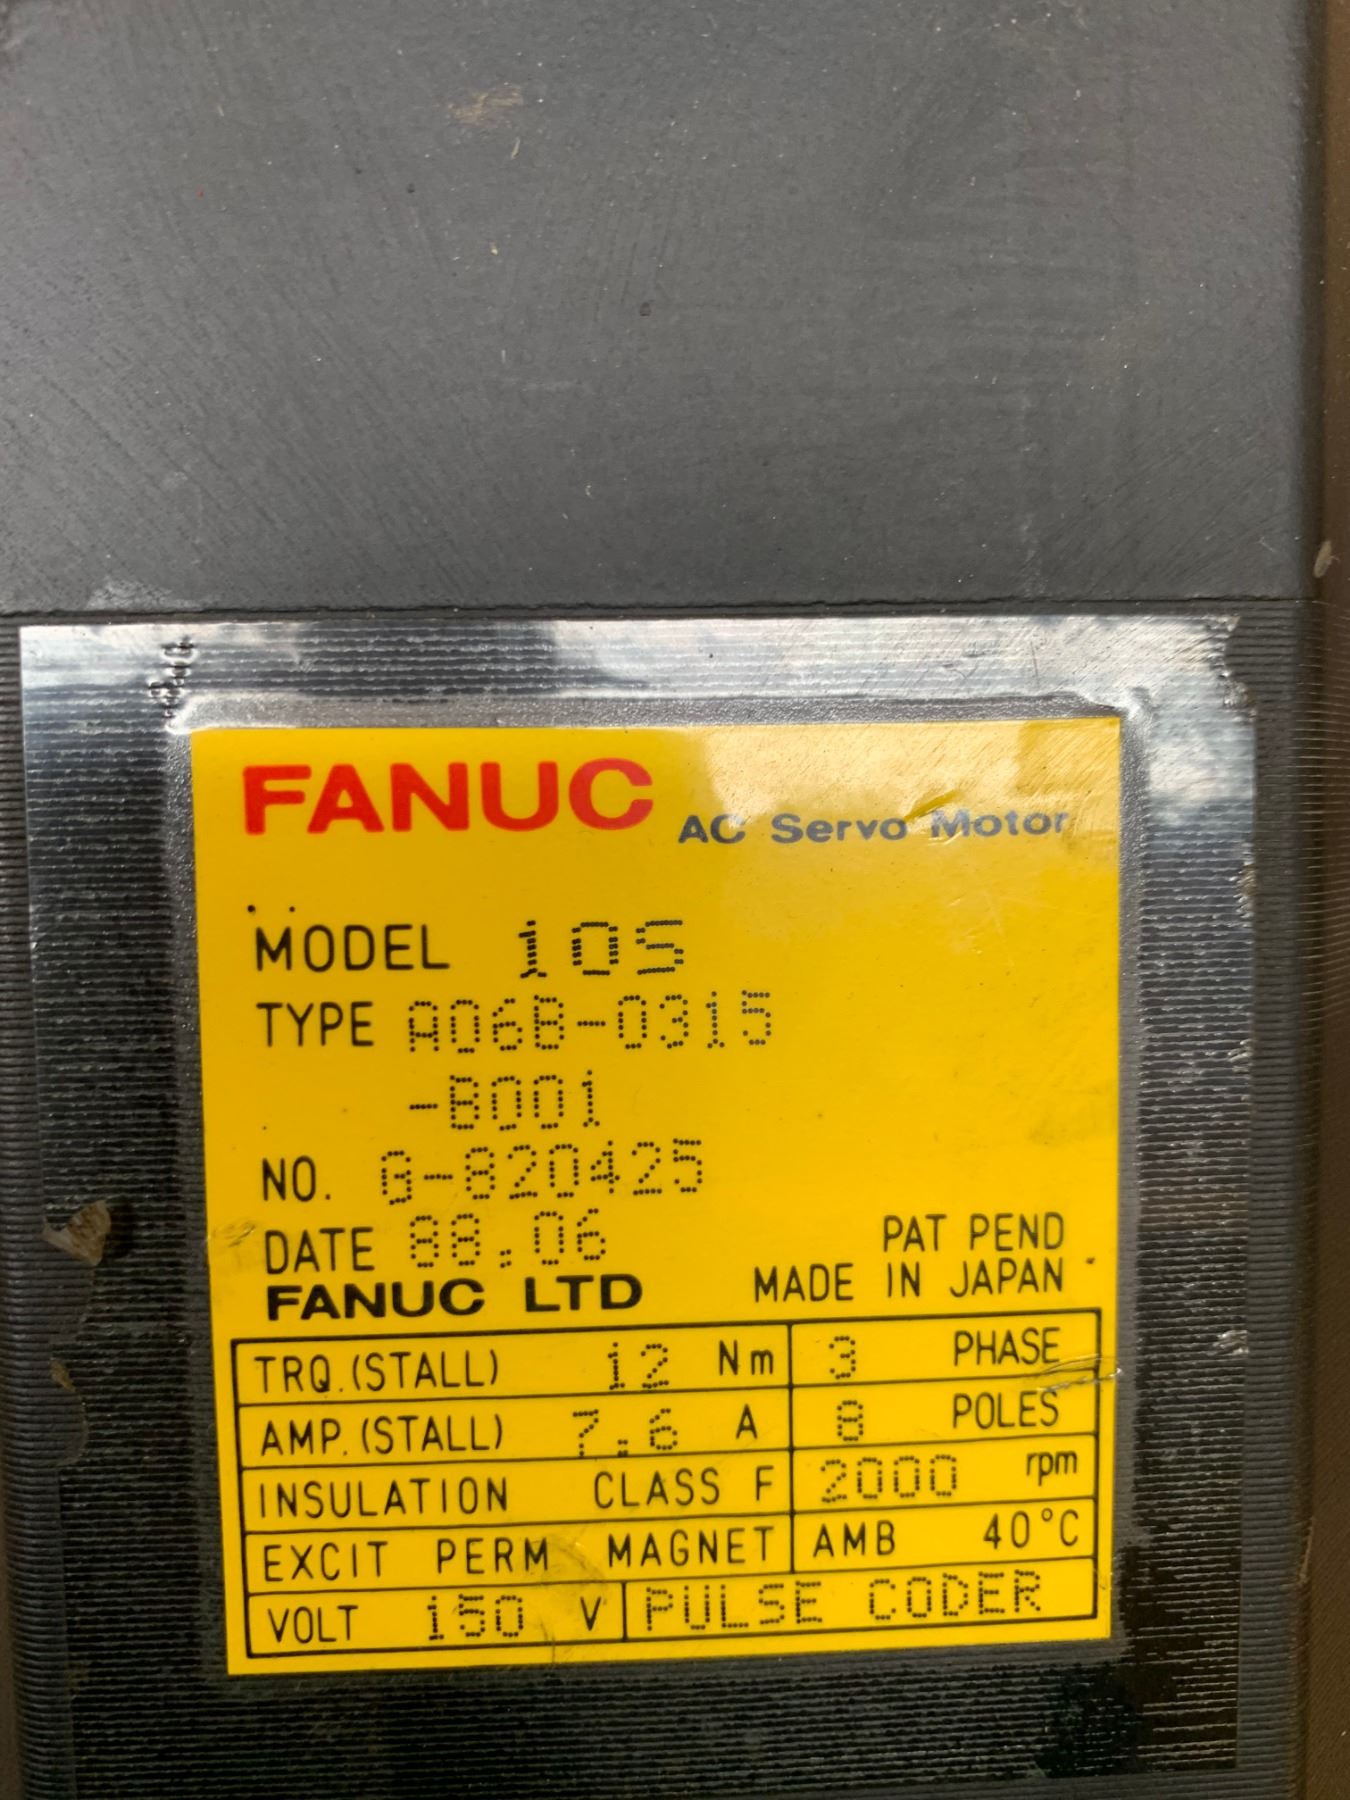 FANUC AC Servo Motor
MODEL 10S
TYPE A06B-0315
-B001
NO. G-820425
DATE 88.06
PAT PEND
FANUC LTD
MADE IN JAPAN
TRQ.(STALL) 12 Nm 3 PHASE
AMP.(STALL) 7.6 A 8 POLES
INSULATION CLASS F 2000 rpm
EXCIT PERM MAGNET AMB 40°C
VOLT 150 V PULSE CODER